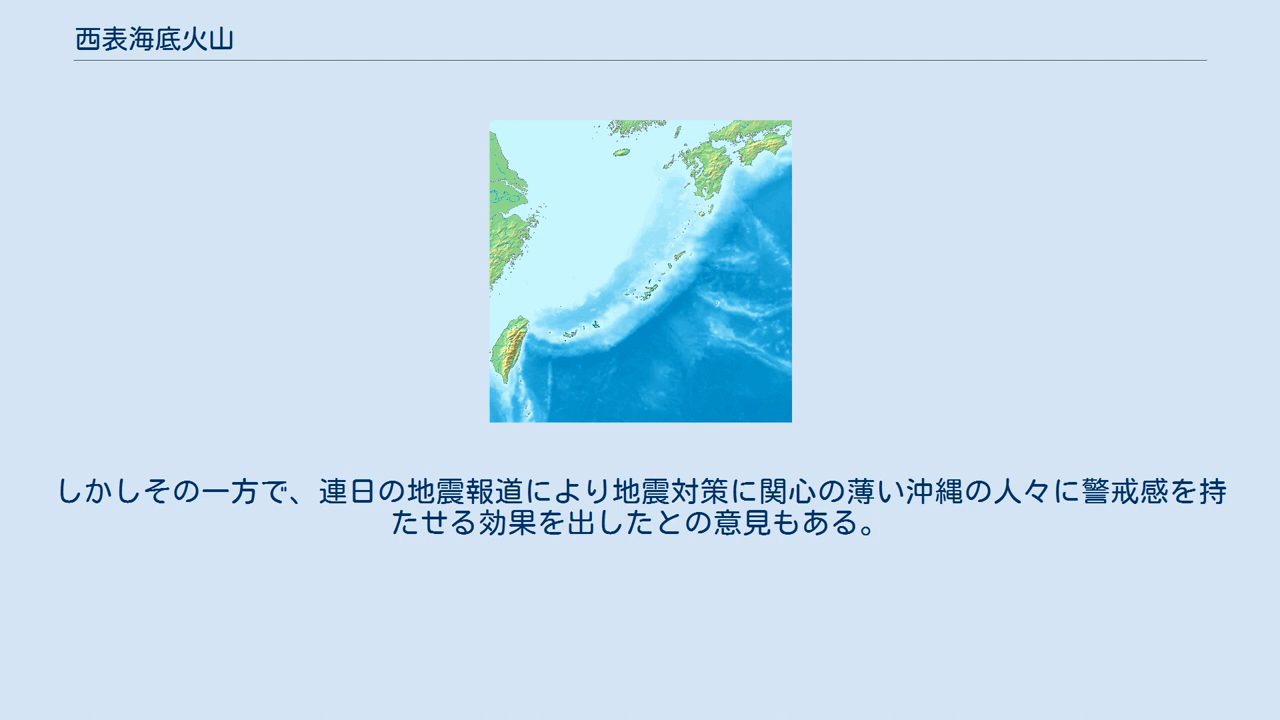 西表海底火山
しかしその一方で、連日の地震報道により地震対策に関心の薄い沖縄の人々に警戒感を持
たせる効果を出したとの意見もある。